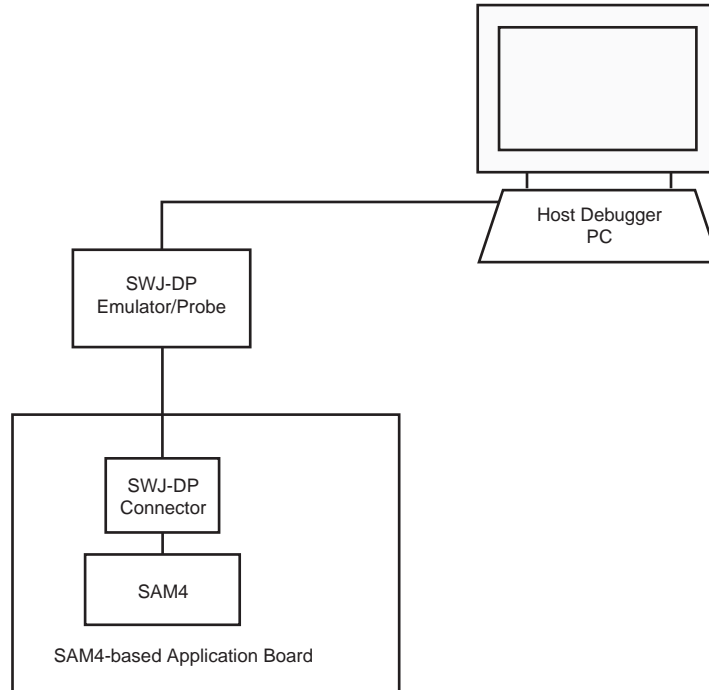 Host Debugger
PC
SWJ-DP
Emulator/Probe
SWJ-DP
Connector
SAM4
SAM4-based Application Board